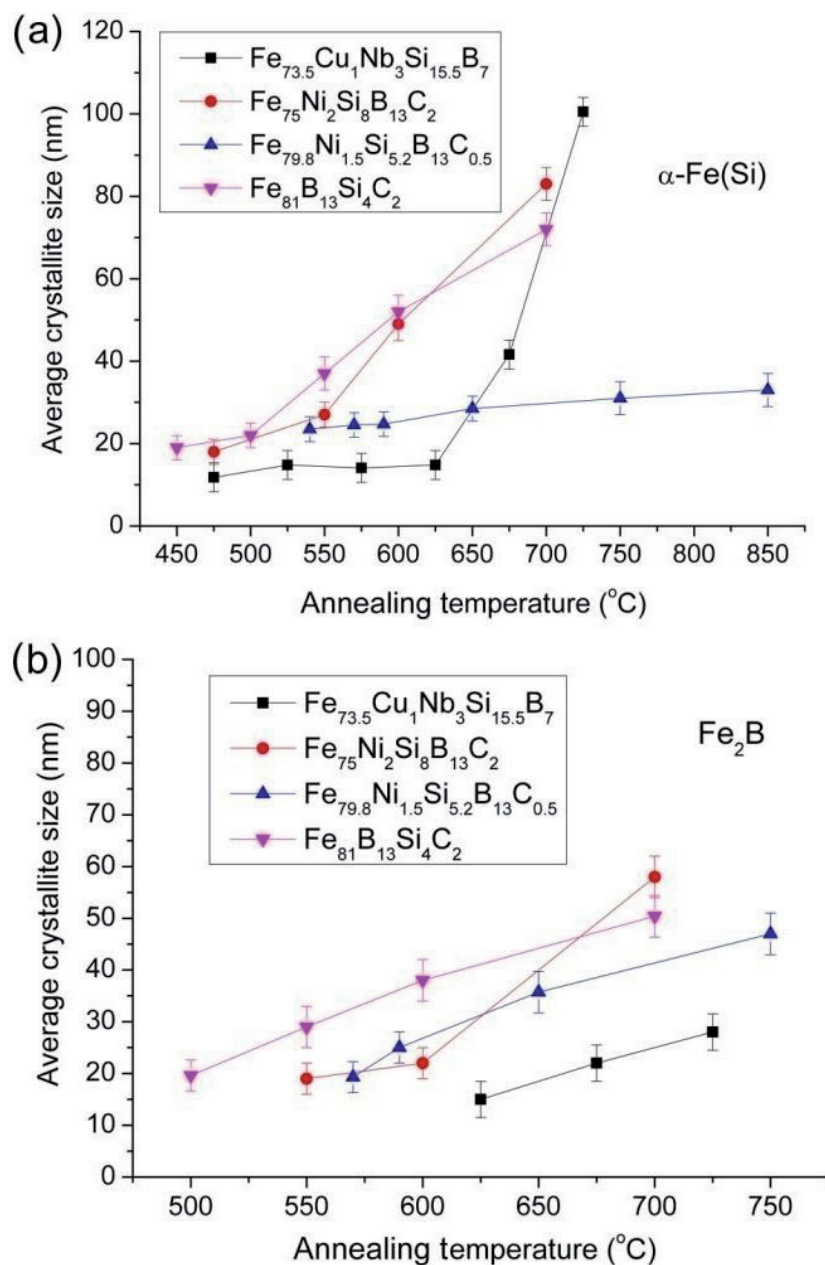 (a)
120
100
80
60
40
20
0
Average crystallite size (nm)
Fe73.5Cu1Nb3Si15.5B7
Fe75Ni2Si8B13C2
Fe79.8Ni1.5Si5.2B13C0.5
Fe81B13Si4C2
α-Fe(Si)
450 500 550 600 650 700 750 800 850
Annealing temperature (oC)
(b)
100
90
80
70
60
50
40
30
20
10
0
Average crystallite size (nm)
Fe73.5Cu1Nb3Si15.5B7
Fe75Ni2Si8B13C2
Fe79.8Ni1.5Si5.2B13C0.5
Fe81B13Si4C2
Fe2B
500 550 600 650 700 750
Annealing temperature (oC)